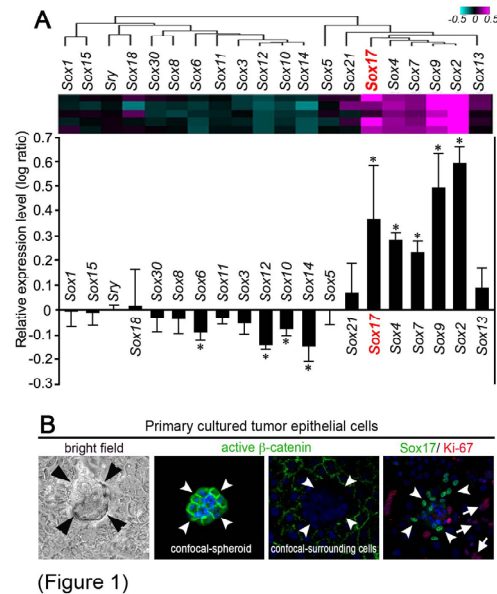 A
-0.5 0 0.5
Sox1 Sox15 Sry Sox18 Sox30 Sox8 Sox6 Sox11 Sox3 Sox12 Sox10 Sox14 Sox5 Sox21 Sox17 Sox4 Sox7 Sox9 Sox2 Sox13
Relative expression level (log ratio)
0.7
0.6
0.5
0.4
0.3
0.2
0.1
0
-0.1
-0.2
-0.3
* * * * *
Sox1 Sox15 Sry Sox30 Sox8 Sox6 Sox11 Sox3 Sox12 Sox10 Sox14 Sox5
Sox18 Sox21 Sox17 Sox4 Sox7 Sox9 Sox2 Sox13
* * * *
B
Primary cultured tumor epithelial cells
bright field active β-catenin Sox17/ Ki-67
confocal-spheroid confocal-surrounding cells
(Figure 1)